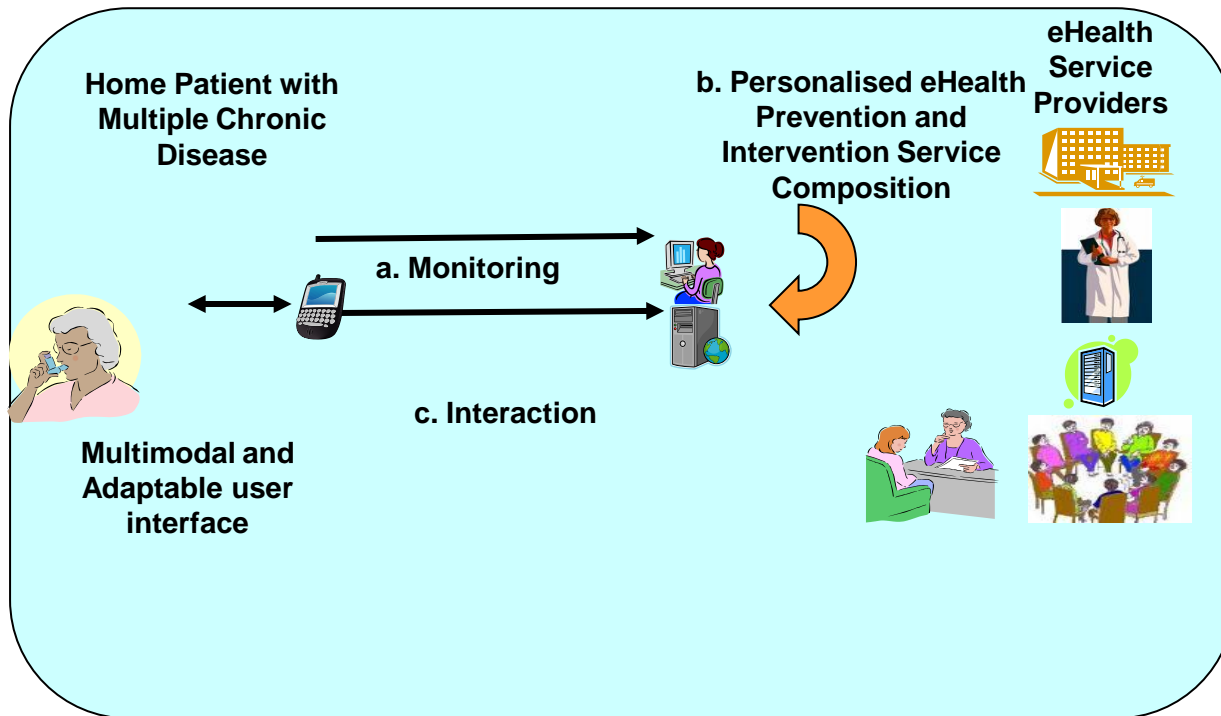 Home Patient with
Multiple Chronic
Disease
a. Monitoring
c. Interaction
Multimodal and
Adaptable user
interface
b. Personalised eHealth
Prevention and
Intervention Service
Composition
eHealth
Service
Providers